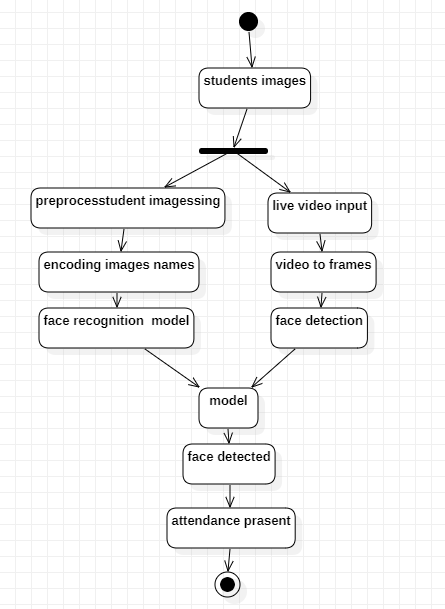 students images
preprocesstudent imagessing
live video input
encoding images names
video to frames
face recognition  model
face detection
model
face detected
attendance prasent